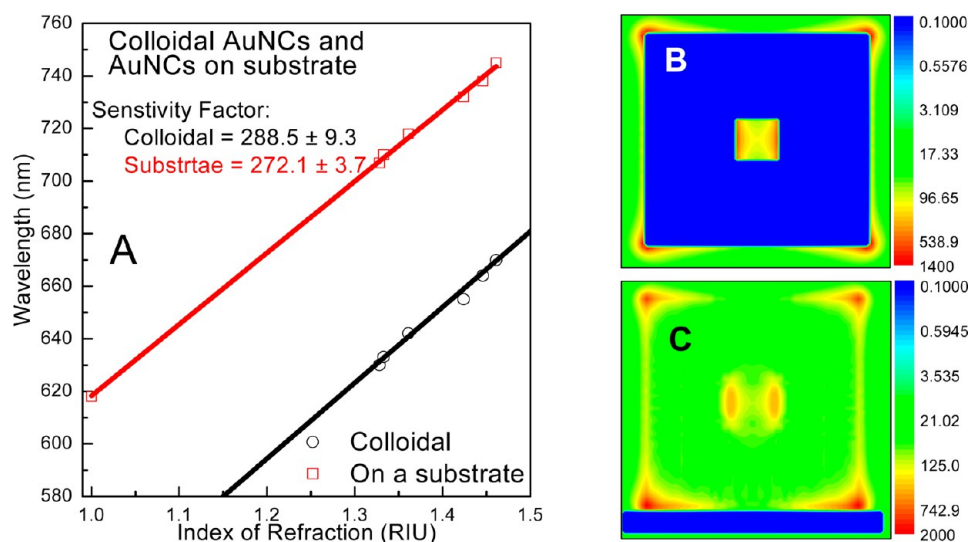 760
740
720
700
680
660
640
620
600
580
Wavelength (nm)
Colloidal AuNCs and
AuNCs on substrate
Senstivity Factor:
Colloidal = 288.5 ± 9.3
Substrtae = 272.1 ± 3.7
A
Colloidal
On a substrate
1.0 1.1 1.2 1.3 1.4 1.5
Index of Refraction (RIU)
B
0.1000
0.5576
3.109
17.33
96.65
538.9
1400
C
0.1000
0.5945
3.535
21.02
125.0
742.9
2000